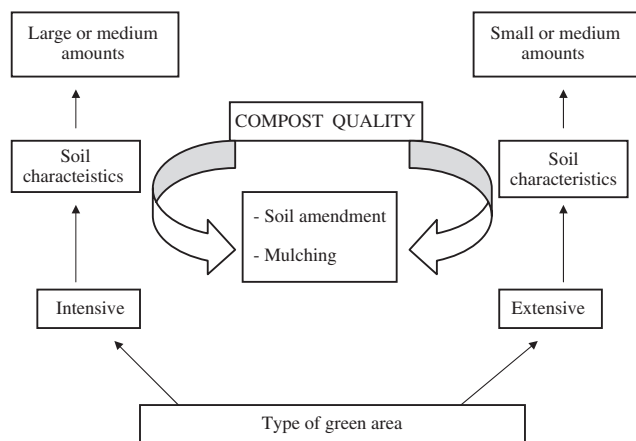 Large or medium
amounts
Small or medium
amounts
COMPOST QUALITY
Soil
characteistics
Soil
characteristics
- Soil amendment
- Mulching
Intensive
Extensive
Type of green area